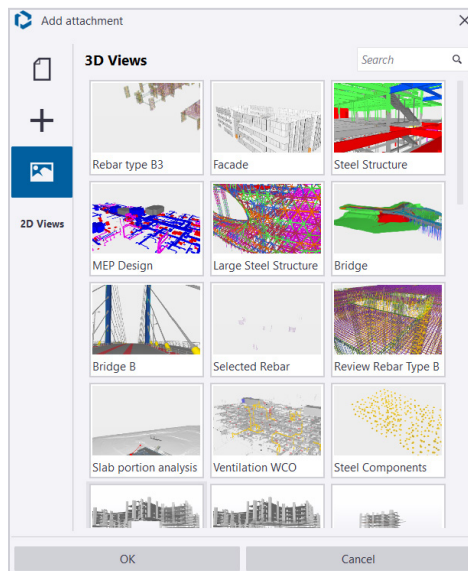 Add attachment
3D Views
Search
Rebar type B3
Facade
Steel Structure
2D Views
MEP Design
Large Steel Structure
Bridge
Bridge B
Selected Rebar
Review Rebar Type B
Slab portion analysis
Ventilation WCO
Steel Components
OK
Cancel